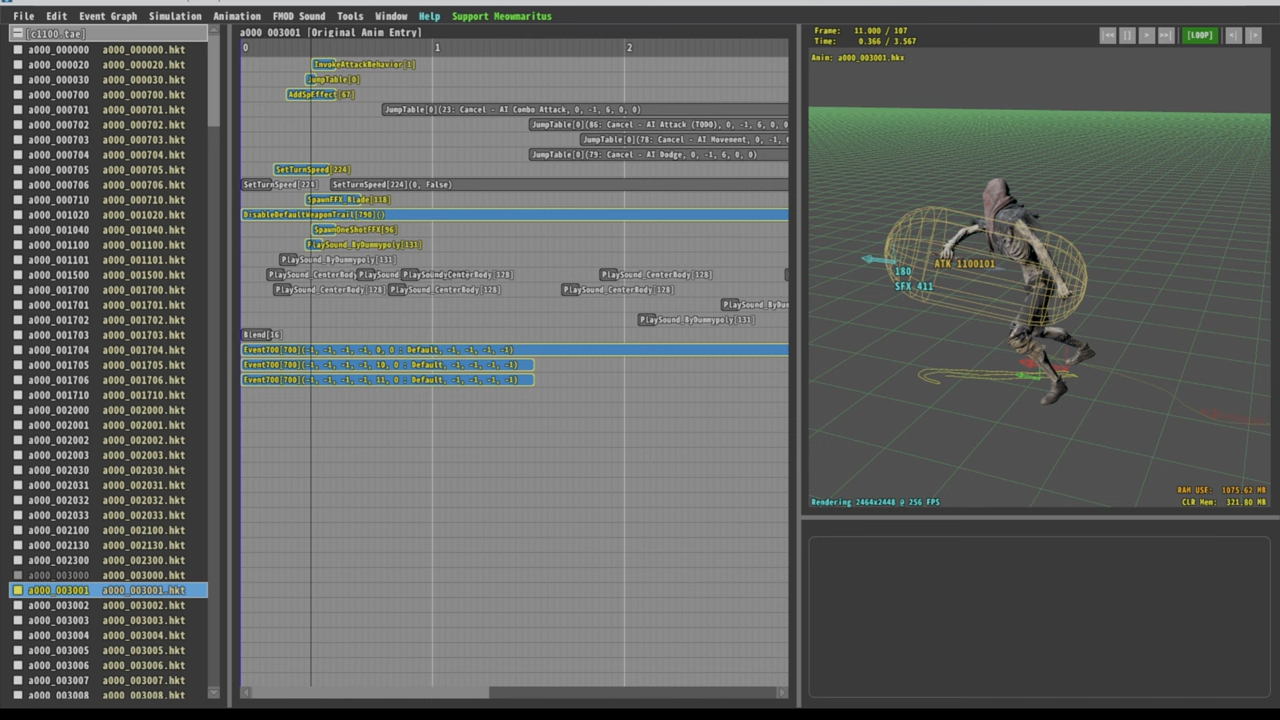 File Edit Event Graph Simulation Animation FMOD Sound Tools Window Help Support Meowmaritus
[c1100.tae]
a000_000000 a000_000000.hkt
a000_000020 a000_000020.hkt
a000_000030 a000_000030.hkt
a000_000700 a000_000700.hkt
a000_000701 a000_000701.hkt
a000_000702 a000_000702.hkt
a000_000703 a000_000703.hkt
a000_000704 a000_000704.hkt
a000_000705 a000_000705.hkt
a000_000706 a000_000706.hkt
a000_000710 a000_000710.hkt
a000_001020 a000_001020.hkt
a000_001040 a000_001040.hkt
a000_001100 a000_001100.hkt
a000_001101 a000_001101.hkt
a000_001500 a000_001500.hkt
a000_001700 a000_001700.hkt
a000_001701 a000_001701.hkt
a000_001702 a000_001702.hkt
a000_001703 a000_001703.hkt
a000_001704 a000_001704.hkt
a000_001705 a000_001705.hkt
a000_001706 a000_001706.hkt
a000_001710 a000_001710.hkt
a000_002000 a000_002000.hkt
a000_002001 a000_002001.hkt
a000_002002 a000_002002.hkt
a000_002003 a000_002003.hkt
a000_002030 a000_002030.hkt
a000_002031 a000_002031.hkt
a000_002032 a000_002032.hkt
a000_002033 a000_002033.hkt
a000_002100 a000_002100.hkt
a000_002130 a000_002130.hkt
a000_002300 a000_002300.hkt
a000_003000 a000_003000.hkt
a000_003001 a000_003001.hkt
a000_003002 a000_003002.hkt
a000_003003 a000_003003.hkt
a000_003004 a000_003004.hkt
a000_003005 a000_003005.hkt
a000_003006 a000_003006.hkt
a000_003007 a000_003007.hkt
a000_003008 a000_003008.hkt
a000_003001 [Original Anim Entry]
0 1 2
InvokeAttackBehavior[1]
JumpTable[0]
AddSpEffect[67]
JumpTable[0](23: Cancel - AI Combo Attack, 0, -1, 6, 0, 0)
JumpTable[0](86: Cancel - AI Attack (TODO), 0, -1, 6, 0, 0
JumpTable[0](78: Cancel - AI Movement, 0, -1, 6
JumpTable[0](79: Cancel - AI Dodge, 0, -1, 6, 0, 0)
SetTurnSpeed[224]
SetTurnSpeed[224] SetTurnSpeed[224](0, False)
SpawnFFX_Blade[118]
DisableDefaultWeaponTrail[790]()
SpawnOneShotFFX[96]
PlaySound_ByDummypoly[131]
PlaySound_ByDummypoly[131]
PlaySound_CenterBody PlaySound PlaySound CenterBody[128] PlaySound_CenterBody[128]
PlaySound_CenterBody[128] PlaySound_CenterBody[128] PlaySound_CenterBody[128]
PlaySound_ByDu
PlaySound_ByDummypoly[131]
Blend[16]
Event700[700](-1, -1, -1, -1, 0, 0 : Default, -1, -1, -1, -1)
Event700[700](-1, -1, -1, -1, 10, 0 : Default, -1, -1, -1, -1)
Event700[700](-1, -1, -1, -1, 11, 0 : Default, -1, -1, -1, -1)
Frame: 11.000 / 107
Time: 0.366 / 3.567
|<< [] > >>| [LOOP] <| |>
Anim: a000_003001.hkx
ATK 1100101
180
SFX 411
RAM USE: 1075.62 MB
Rendering 2464x2448 @ 256 FPS
CLR Mem: 321.80 MB